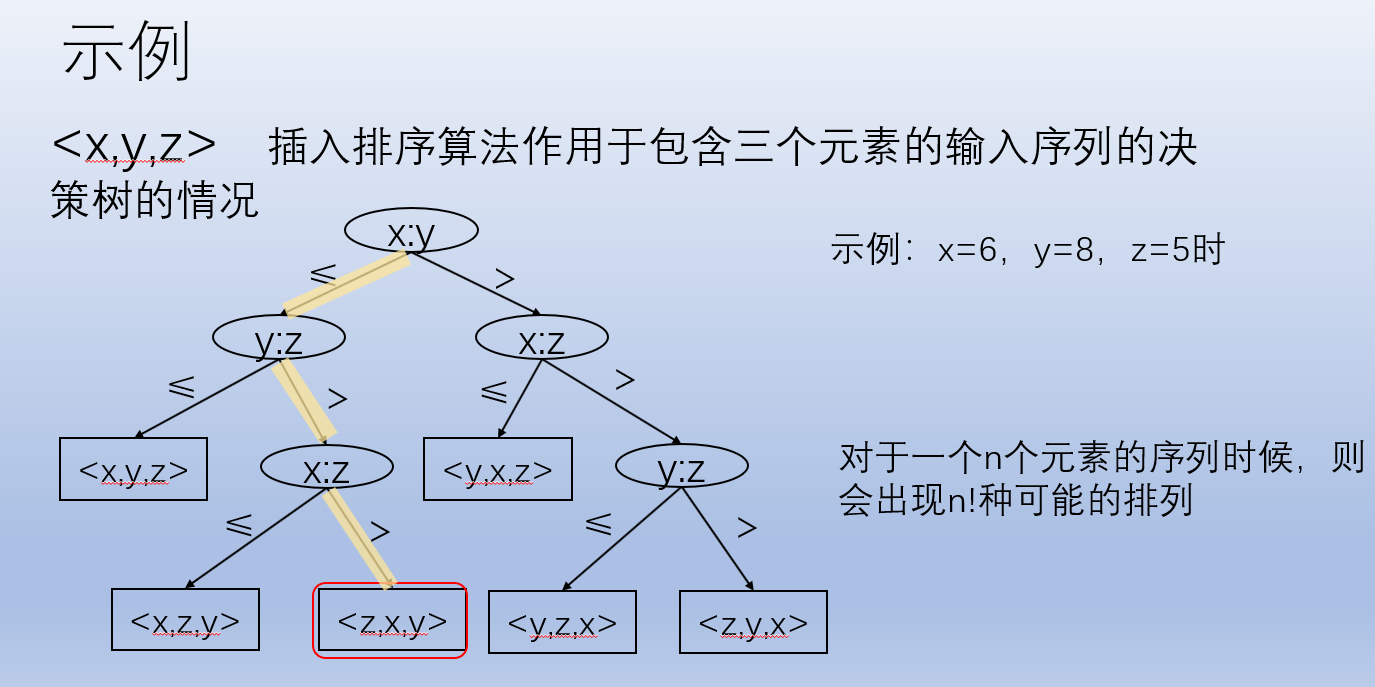 示例
<x,y,z> 插入排序算法作用于包含三个元素的输入序列的决
策树的情况
x:y
示例：x=6，y=8，z=5时
≤
>
y:z
x:z
≤
>
≤
>
<x,y,z>
x:z
<y,x,z>
y:z
对于一个n个元素的序列时候，则
会出现n!种可能的排列
≤
>
≤
>
<x,z,y>
<z,x,y>
<y,z,x>
<z,y,x>